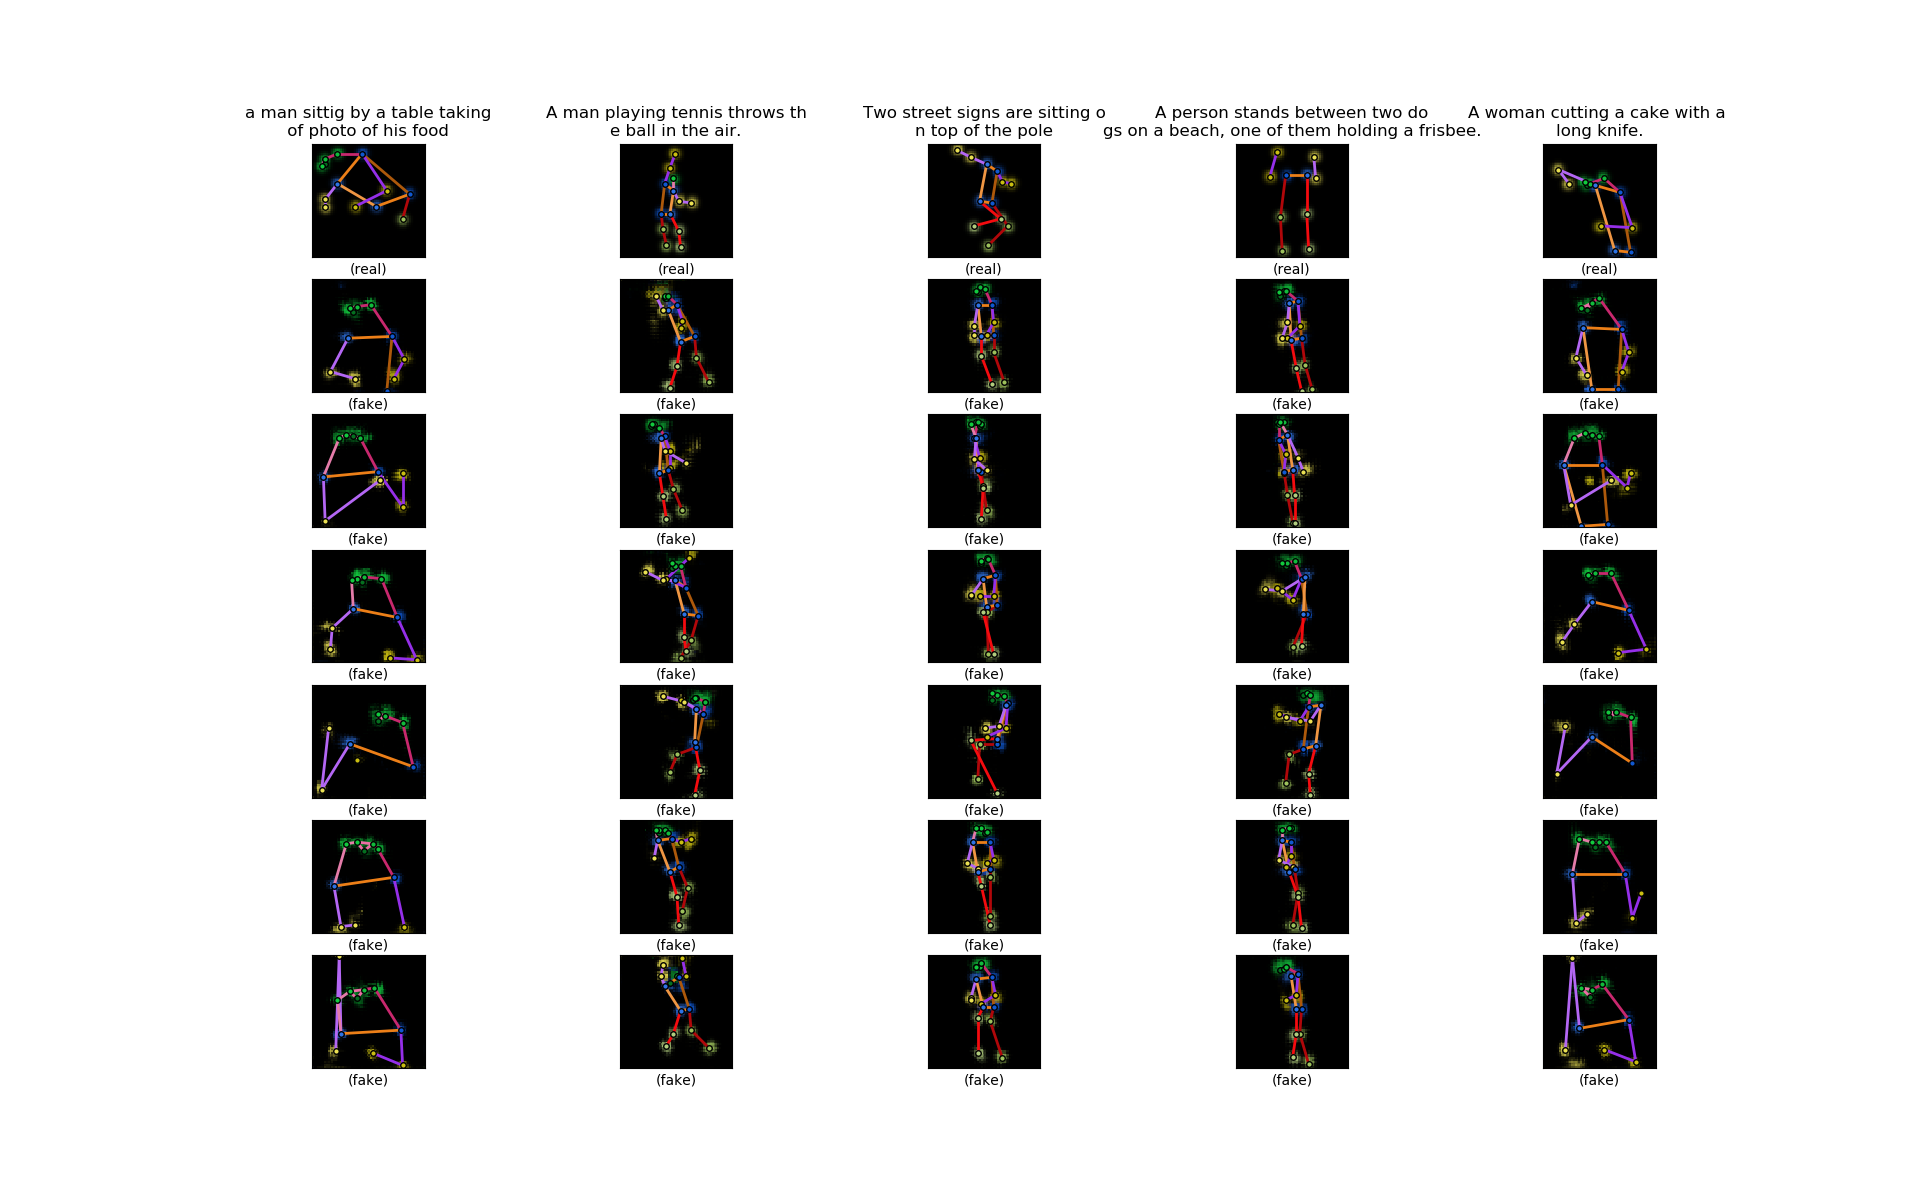 a man sittig by a table taking
of photo of his food
A man playing tennis throws th
e ball in the air.
Two street signs are sitting o
n top of the pole
A person stands between two do
gs on a beach, one of them holding a frisbee.
A woman cutting a cake with a
long knife.
(real) (real) (real) (real) (real)
(fake) (fake) (fake) (fake) (fake)
(fake) (fake) (fake) (fake) (fake)
(fake) (fake) (fake) (fake) (fake)
(fake) (fake) (fake) (fake) (fake)
(fake) (fake) (fake) (fake) (fake)
(fake) (fake) (fake) (fake) (fake)